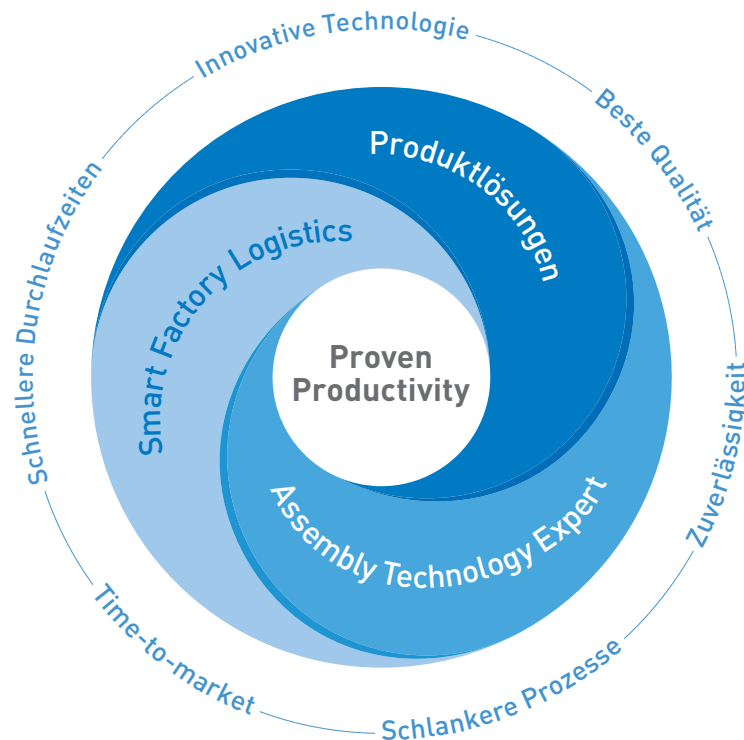 Innovative Technologie
Beste Qualität
Zuverlässigkeit
Schlankere Prozesse
Time-to-market
Schnellere Durchlaufzeiten
Produktlösungen
Assembly Technology Expert
Smart Factory Logistics
Proven
Productivity